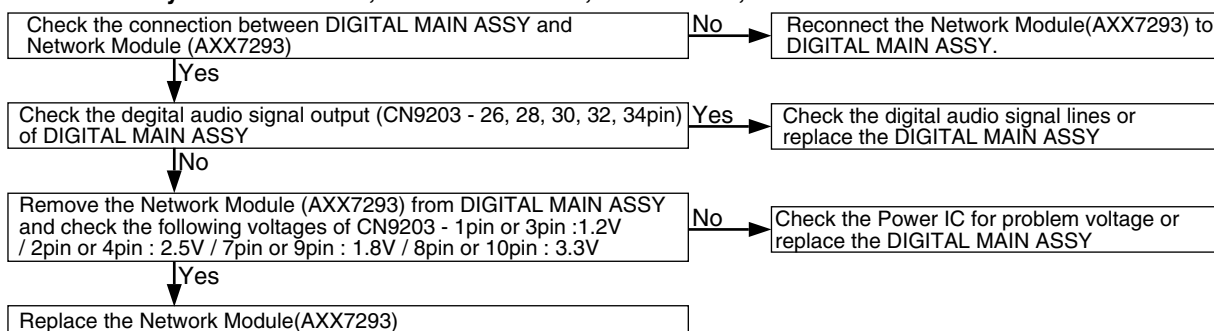 Check the connection between DIGITAL MAIN ASSY and
Network Module (AXX7293)
No
Reconnect the Network Module(AXX7293) to
DIGITAL MAIN ASSY.
Yes
Check the degital audio signal output (CN9203 - 26, 28, 30, 32, 34pin)
of DIGITAL MAIN ASSY
Yes
Check the digital audio signal lines or
replace the DIGITAL MAIN ASSY
No
Remove the Network Module (AXX7293) from DIGITAL MAIN ASSY
and check the following voltages of CN9203 - 1pin or 3pin :1.2V
/ 2pin or 4pin : 2.5V / 7pin or 9pin : 1.8V / 8pin or 10pin : 3.3V
No
Check the Power IC for problem voltage or
replace the DIGITAL MAIN ASSY
Yes
Replace the Network Module(AXX7293)